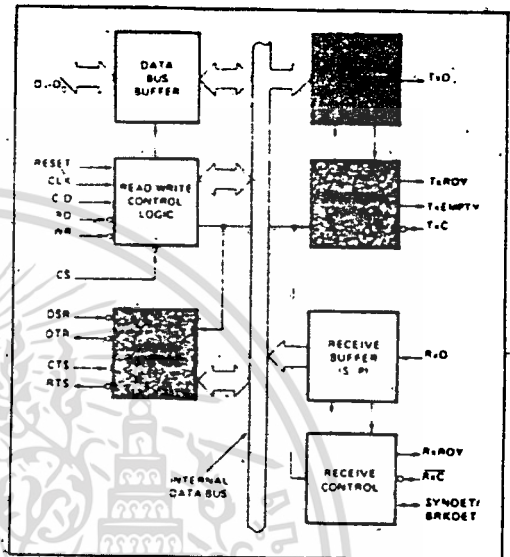 DATA
BUS
BUFFER
TxD
RESET
CLK
C/D
RD
WR
CS
READ WRITE
CONTROL
LOGIC
TxRDY
TxEMPTY
TxC
DSR
DTR
CTS
RTS
RECEIVE
BUFFER
(S P)
RxD
INTERNAL
DATA BUS
RECEIVE
CONTROL
RxRDY
RxC
SYNDET/
BRKDET